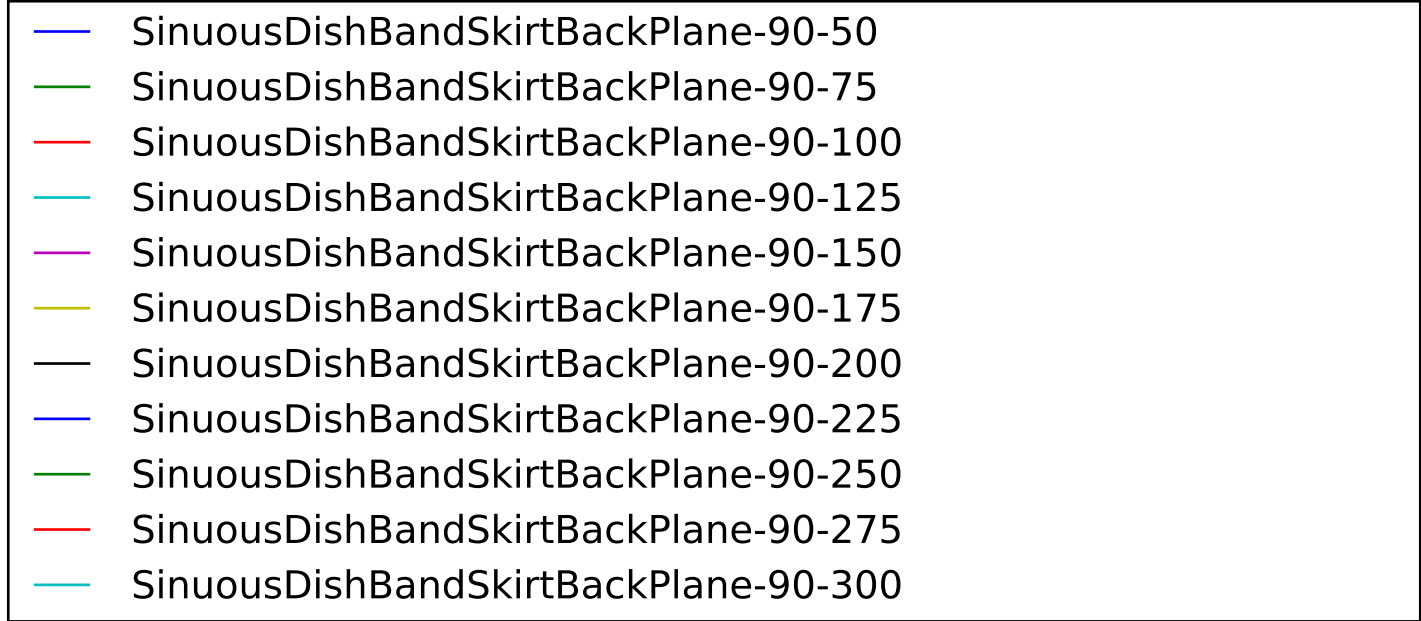 SinuousDishBandSkirtBackPlane-90-50
SinuousDishBandSkirtBackPlane-90-75
SinuousDishBandSkirtBackPlane-90-100
SinuousDishBandSkirtBackPlane-90-125
SinuousDishBandSkirtBackPlane-90-150
SinuousDishBandSkirtBackPlane-90-175
SinuousDishBandSkirtBackPlane-90-200
SinuousDishBandSkirtBackPlane-90-225
SinuousDishBandSkirtBackPlane-90-250
SinuousDishBandSkirtBackPlane-90-275
SinuousDishBandSkirtBackPlane-90-300